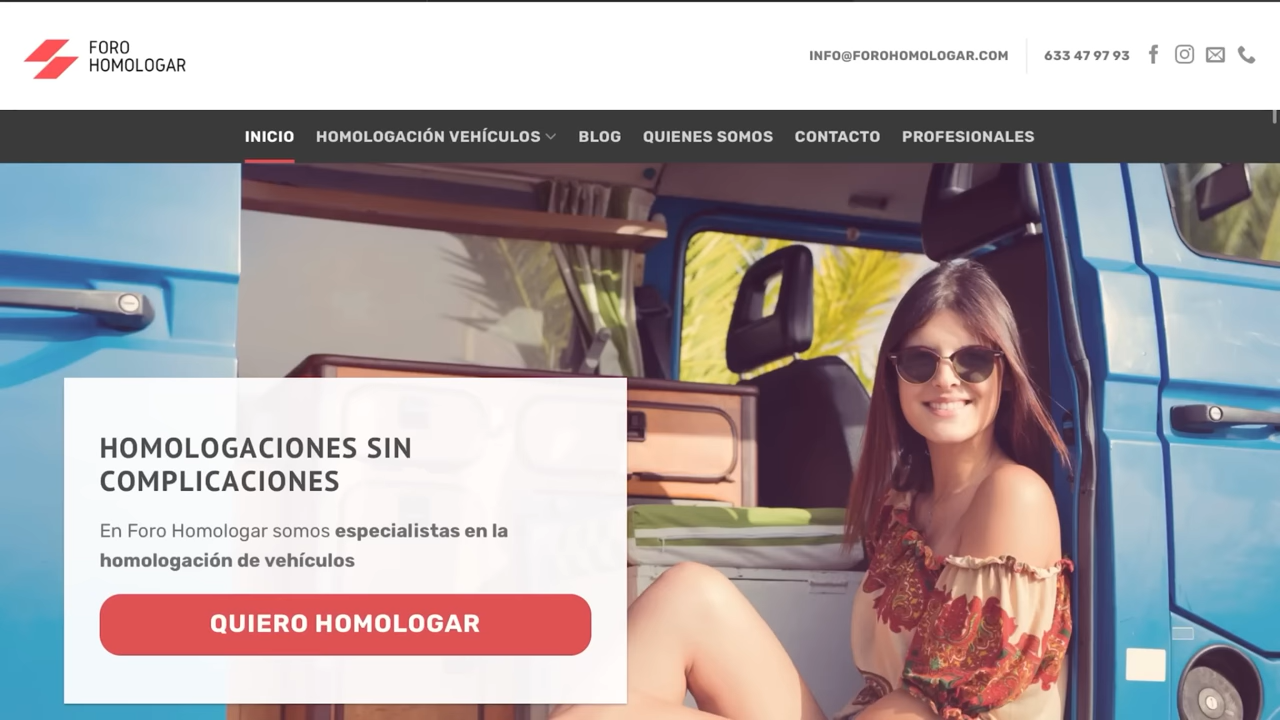 FORO
HOMOLOGAR
INFO@FOROHOMOLOGAR.COM
633 47 97 93
INICIO HOMOLOGACIÓN VEHÍCULOS BLOG QUIENES SOMOS CONTACTO PROFESIONALES
HOMOLOGACIONES SIN
COMPLICACIONES
En Foro Homologar somos especialistas en la
homologación de vehículos
QUIERO HOMOLOGAR